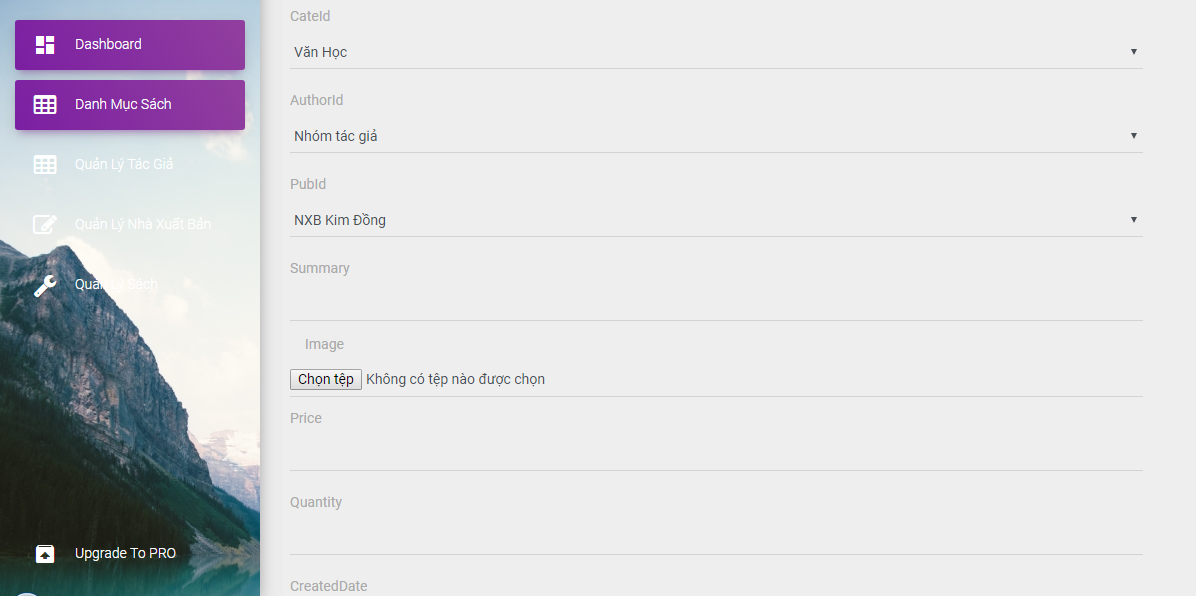 Dashboard
Danh Mục Sách
Quản Lý Tác Giả
Quản Lý Nhà Xuất Bản
Quản Lý Sách
Upgrade To PRO
CateId
Văn Học
AuthorId
Nhóm tác giả
PubId
NXB Kim Đồng
Summary
Image
Chọn tệp Không có tệp nào được chọn
Price
Quantity
CreatedDate